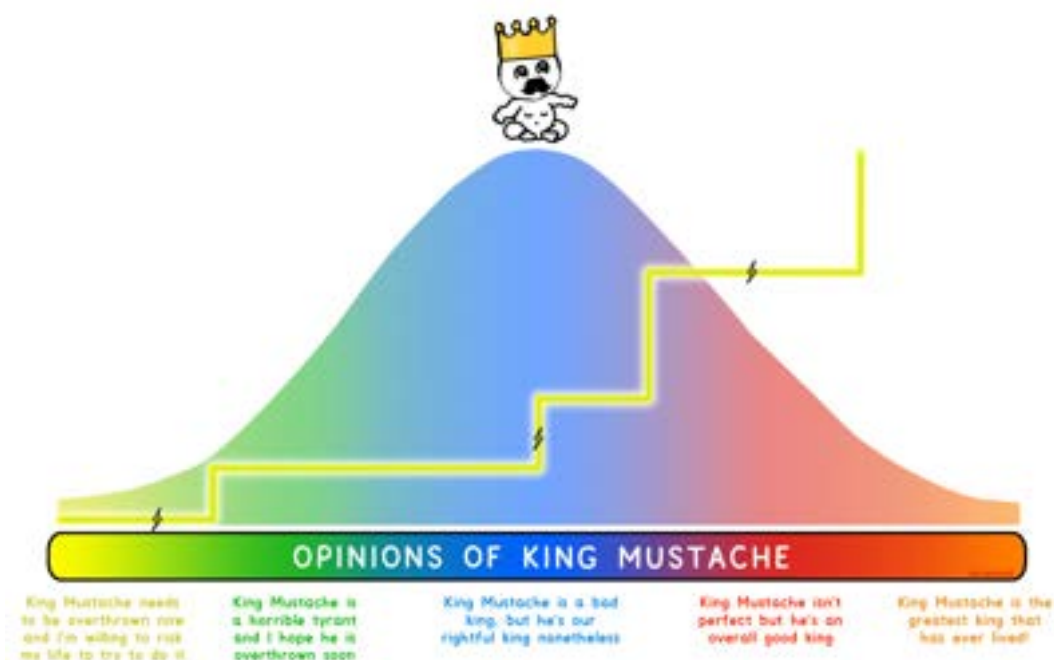 OPINIONS OF KING MUSTACHE
King Mustache needs
to be overthrown now
and I'm willing to risk
my life to try to do it
King Mustache is
a horrible tyrant
and I hope he is
overthrown soon
King Mustache is a bad
king, but he's our
rightful king nonetheless
King Mustache isn't
perfect but he's an
overall good king
King Mustache is the
greatest king that
has ever lived!